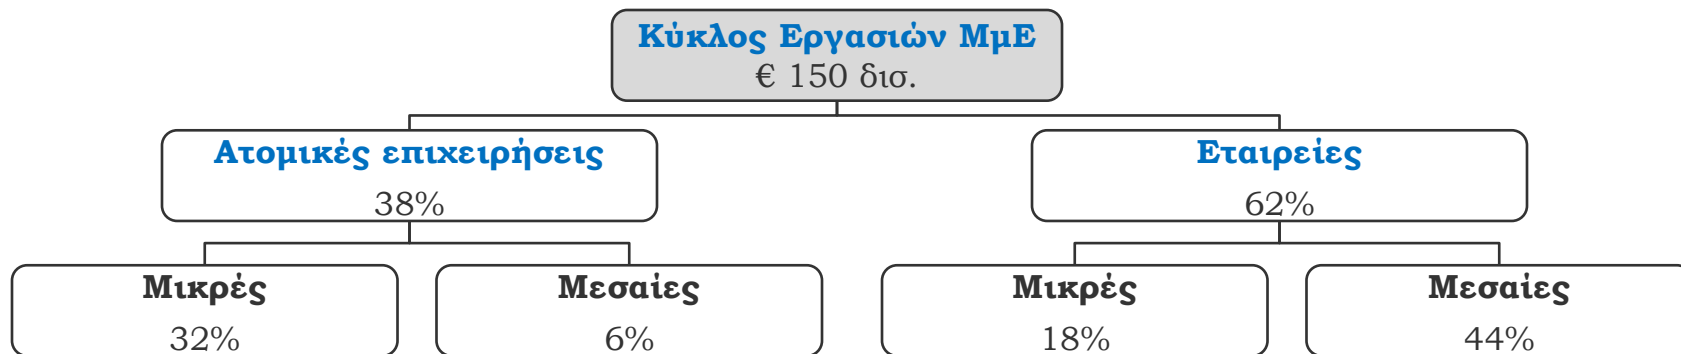 Κύκλος Εργασιών ΜμΕ
€ 150 δισ.
Ατομικές επιχειρήσεις
38%
Εταιρείες
62%
Μικρές
32%
Μεσαίες
6%
Μικρές
18%
Μεσαίες
44%